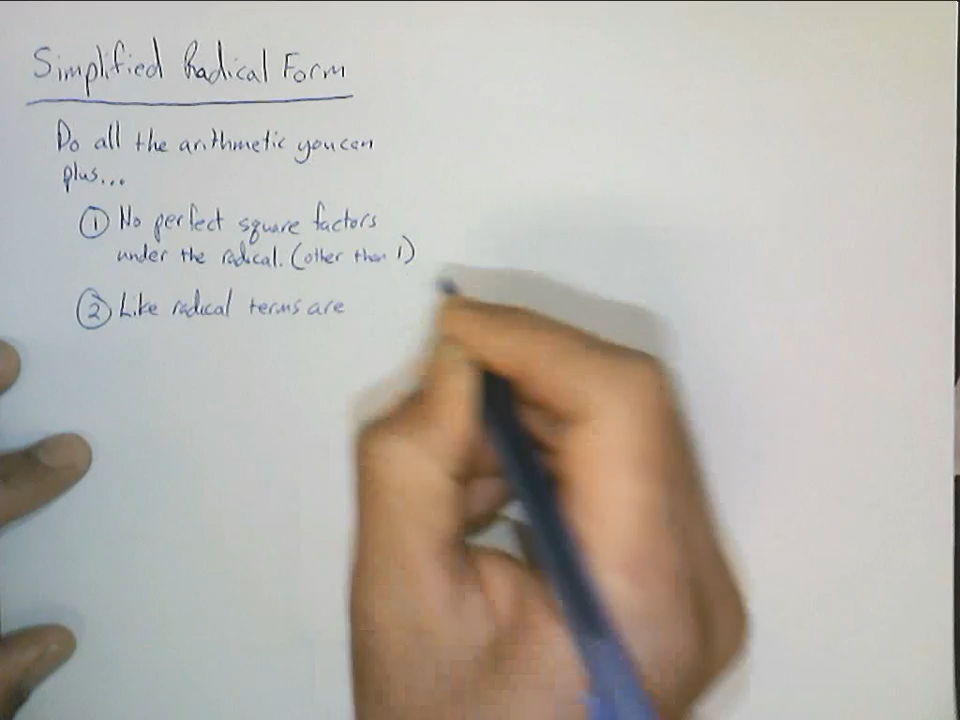 Simplified Radical Form
Do all the arithmetic you can
plus...
① No perfect square factors
under the radical. (other than 1)
② Like radical terms are